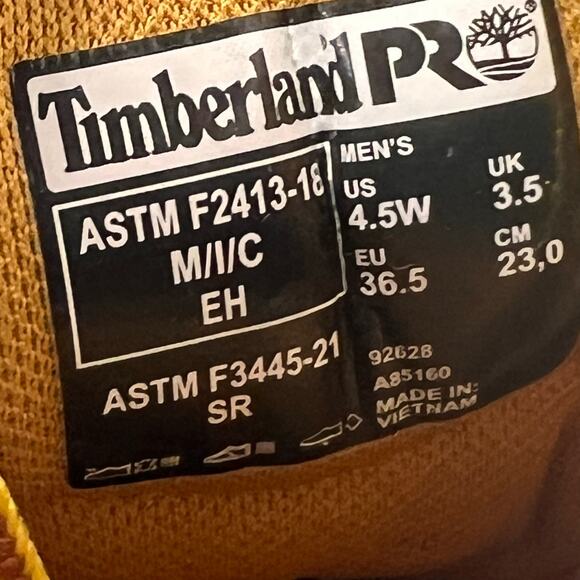 Timberland PRO®
ASTM F2413-18
M/I/C
EH
ASTM F3445-21
SR
MEN'S
US
4.5W
UK
3.5
EU
36.5
CM
23,0
A85160
MADE IN:
VIETNAM